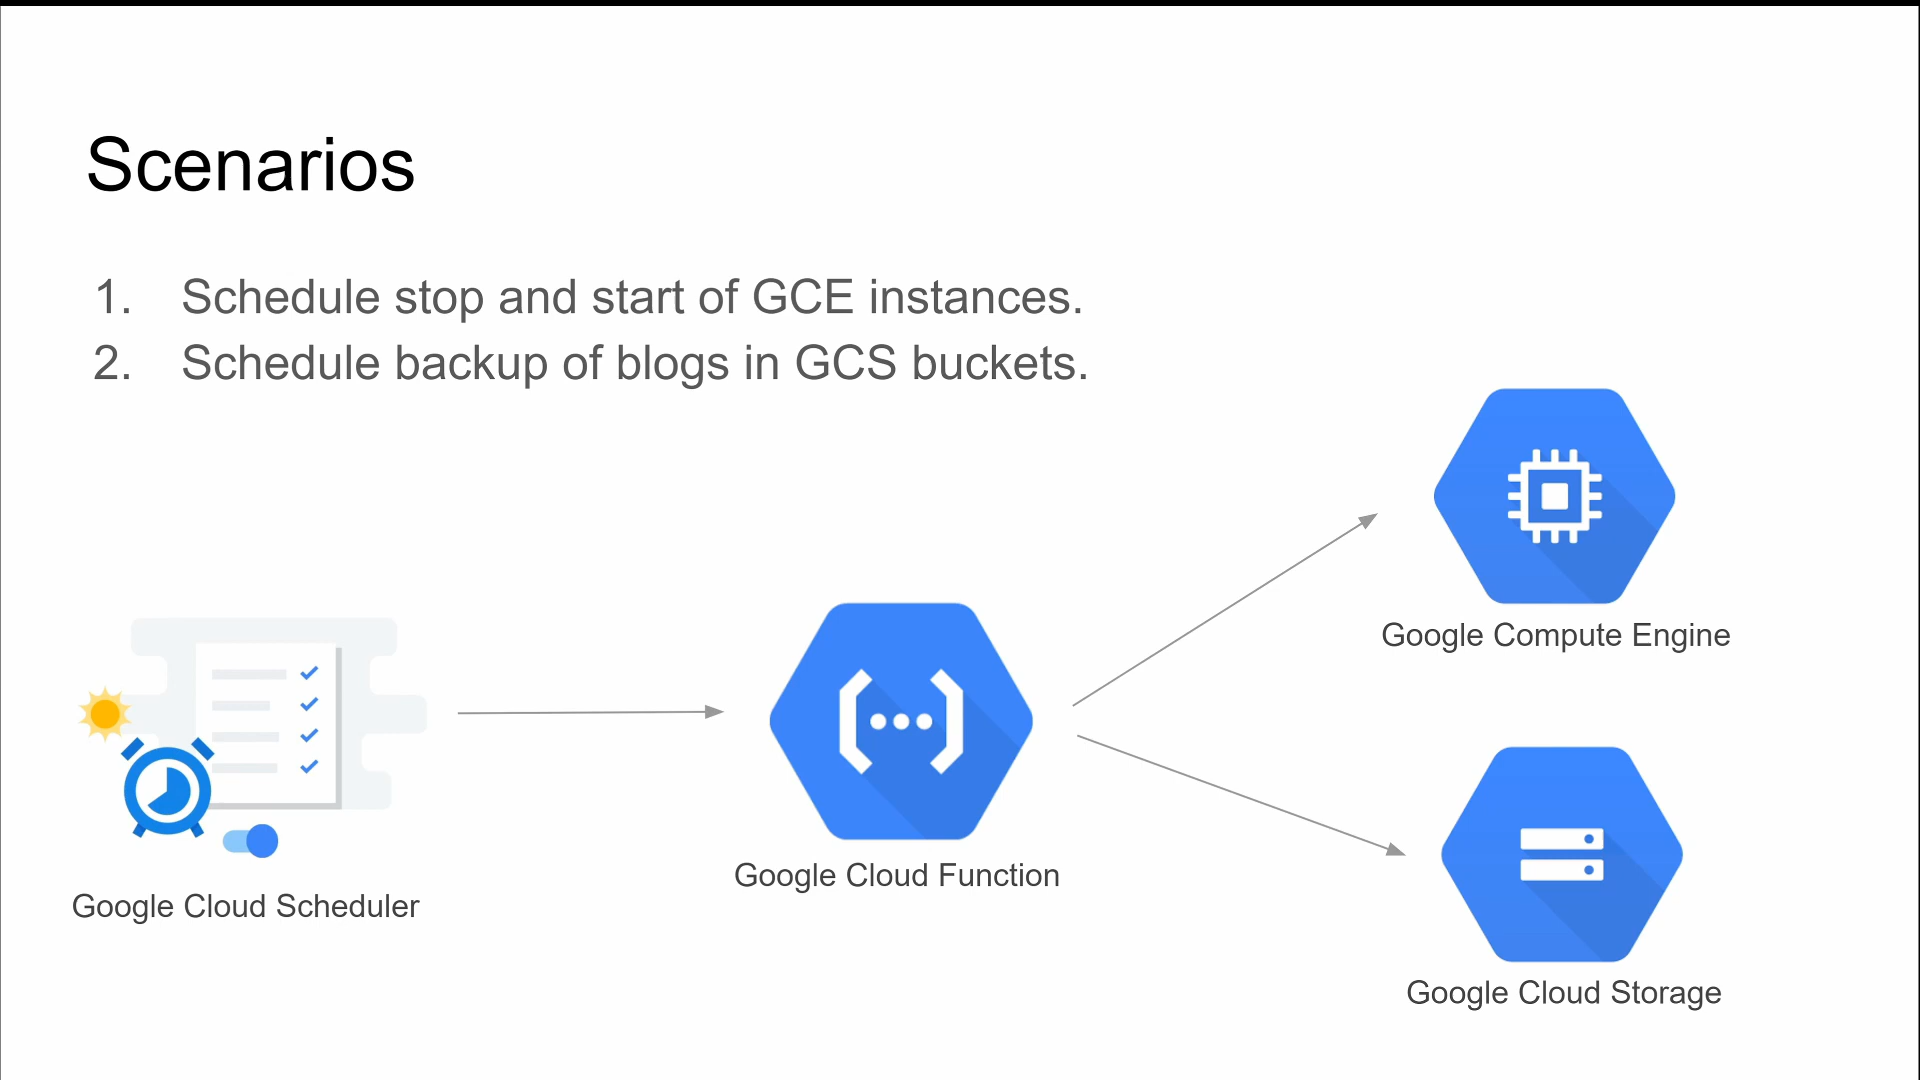 Scenarios
1. Schedule stop and start of GCE instances.
2. Schedule backup of blogs in GCS buckets.
Google Compute Engine
Google Cloud Function
Google Cloud Scheduler
Google Cloud Storage